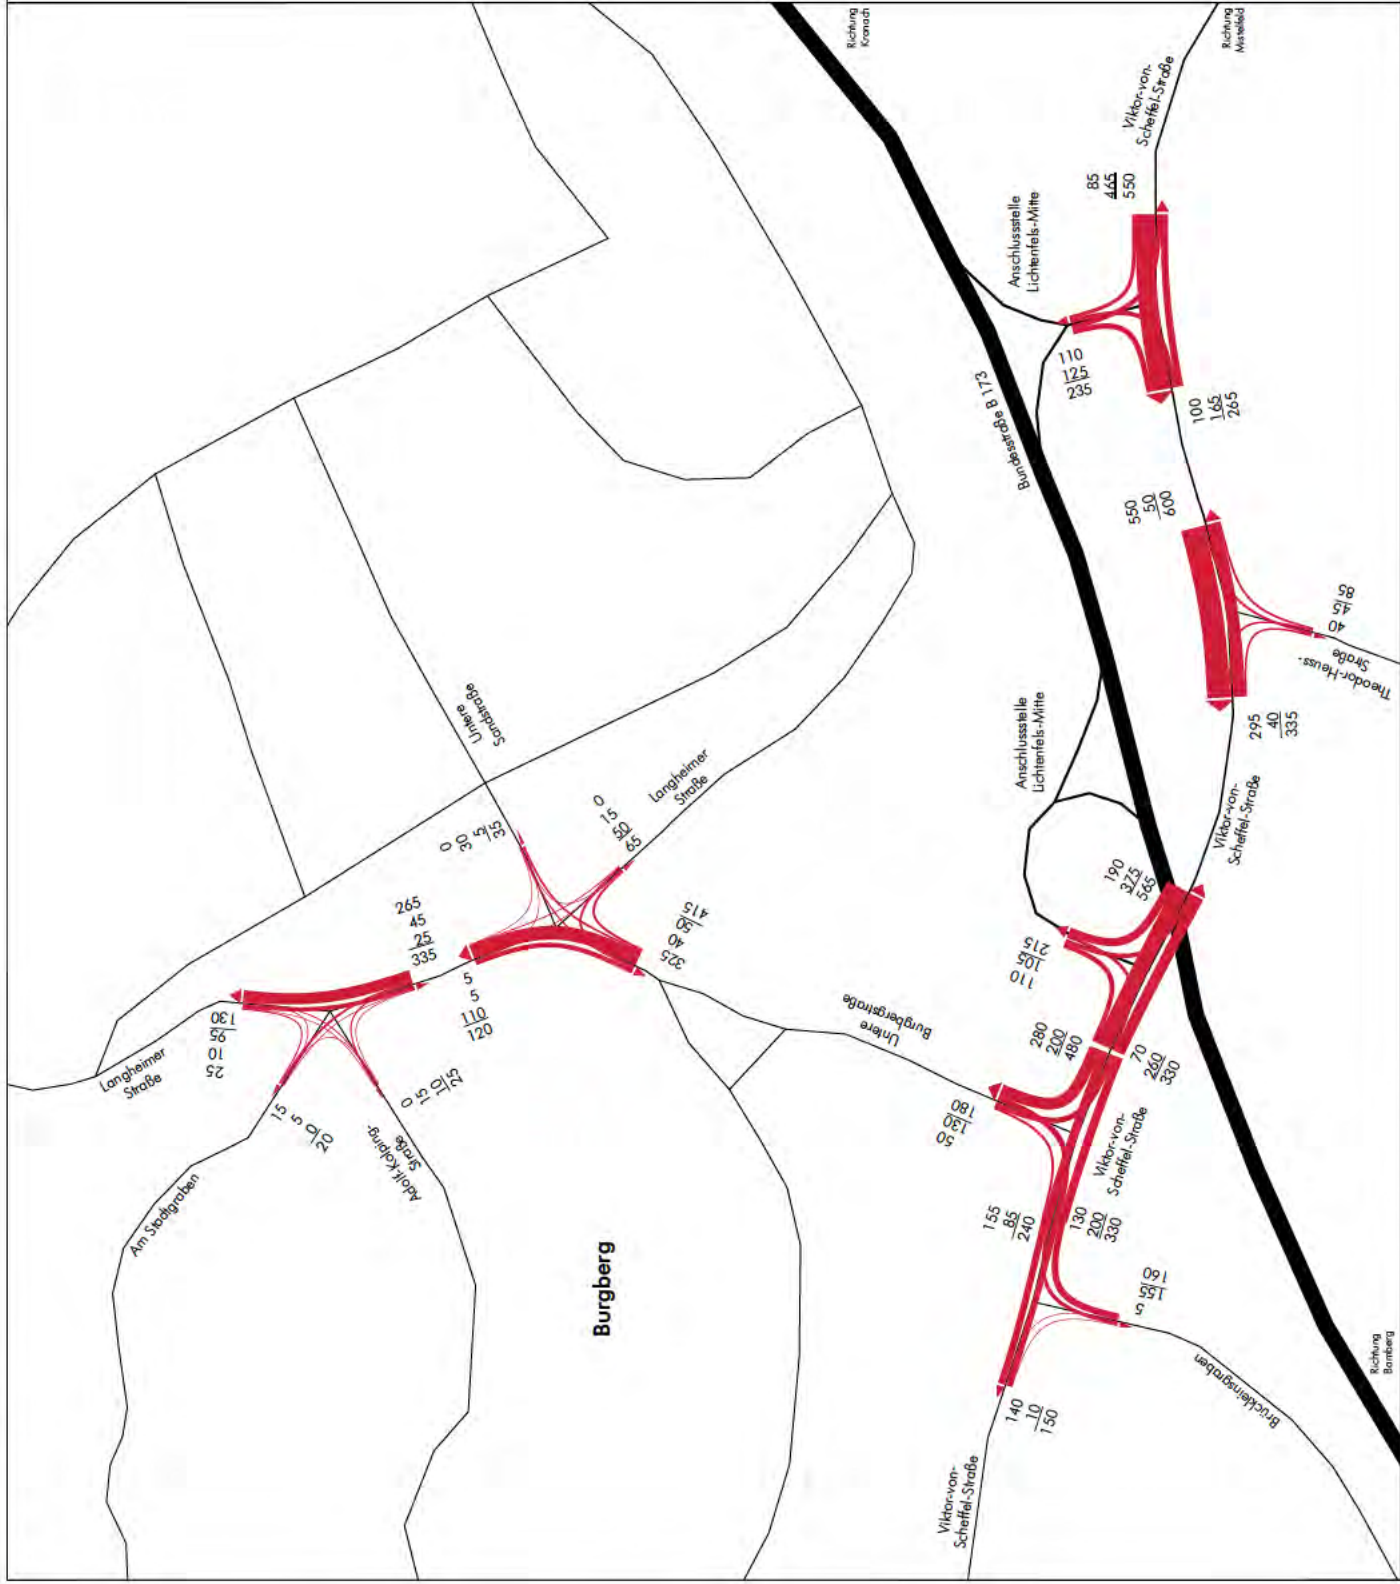 Richtung
Kronach
Richtung
Mistelfeld
Viktor-von-
Scheffel-Straße
85
465
550
Anschlussstelle
Lichtenfels-Mitte
110
125
235
100
165
265
Bundesstraße B 173
550
50
600
40
45
85
Theodor-Heuss-
Straße
295
40
335
Anschlussstelle
Lichtenfels-Mitte
Viktor-von-
Scheffel-Straße
190
375
565
110
105
215
280
200
480
70
260
330
Untere
Burgbergstraße
50
130
180
Viktor-von-
Scheffel-Straße
155
85
240
130
200
330
5
155
160
Brückleinsgraben
140
10
150
Viktor-von-
Scheffel-Straße
Richtung
Bamberg
Untere
Sandstraße
0
30
5
35
Langheimer
Straße
0
15
50
65
325
40
50
415
265
45
25
335
5
5
110
120
25
10
95
130
Langheimer
Straße
15
5
0
20
Am Stadtgraben
0
15
10
25
Adolf-Kolping-
Straße
Burgberg